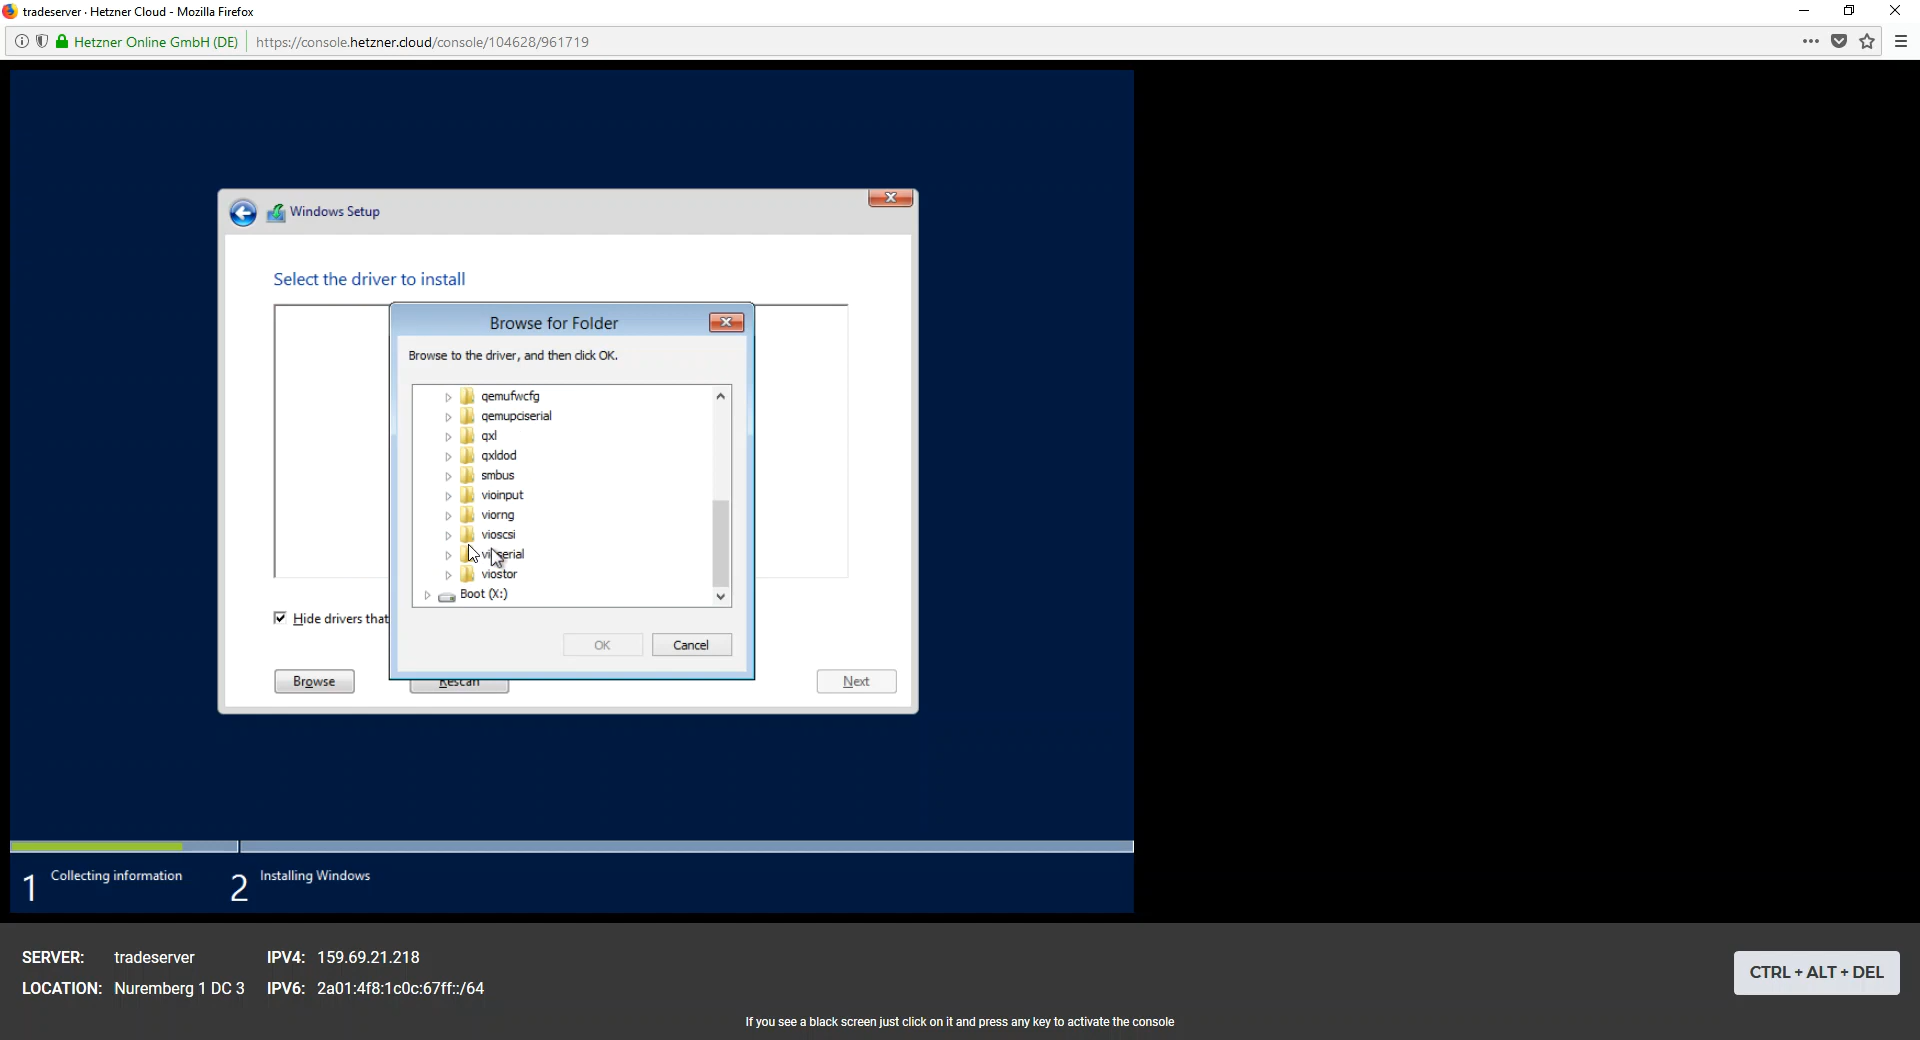 tradeserver · Hetzner Cloud - Mozilla Firefox
Hetzner Online GmbH (DE) https://console.hetzner.cloud/console/104628/961719
Windows Setup
Select the driver to install
Browse for Folder
Browse to the driver, and then click OK.
qemufwcfg
qemupciserial
qxl
qxldod
smbus
vioinput
viorng
vioscsi
viostor
Boot (X:)
Hide drivers that
OK Cancel
Browse Rescan Next
1 Collecting information 2 Installing Windows
SERVER: tradeserver IPV4: 159.69.21.218
LOCATION: Nuremberg 1 DC 3 IPV6: 2a01:4f8:1c0c:67ff::/64
CTRL + ALT + DEL
If you see a black screen just click on it and press any key to activate the console